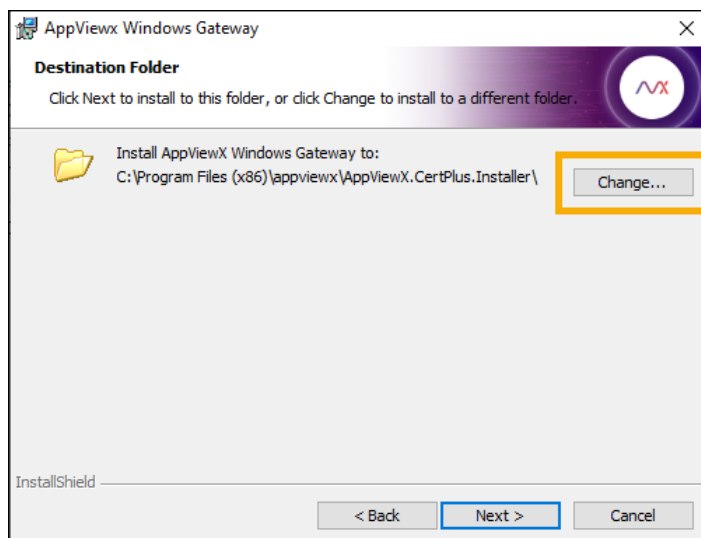 AppViewx Windows Gateway
Destination Folder
Click Next to install to this folder, or click Change to install to a different folder.
Install AppViewX Windows Gateway to:
C:\Program Files (x86)\appviewx\AppViewX.CertPlus.Installer\
Change...
InstallShield
< Back
Next >
Cancel